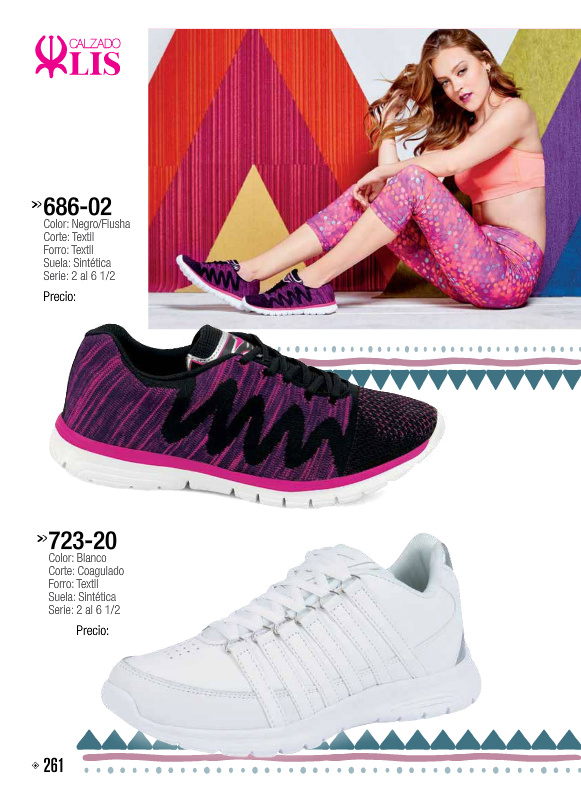 CALZADO
LIS
686-02
Color: Negro/Fiusha
Corte: Textil
Forro: Textil
Suela: Sintética
Serie: 2 al 6 1/2
Precio:
723-20
Color: Blanco
Corte: Coagulado
Forro: Textil
Suela: Sintética
Serie: 2 al 6 1/2
Precio:
261